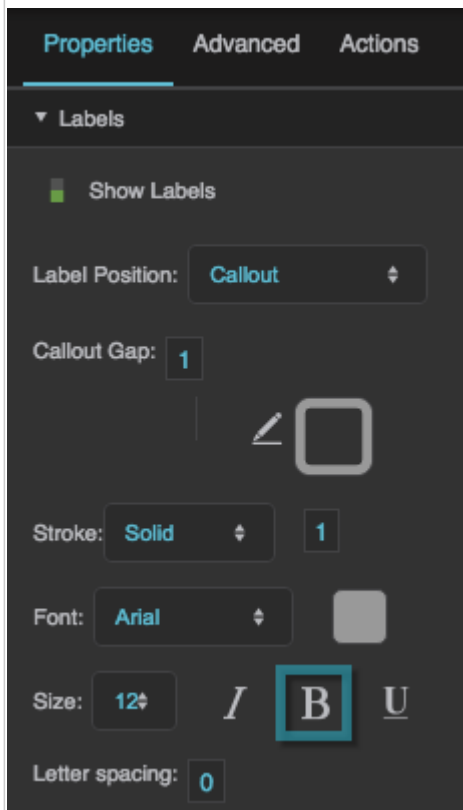 Properties Advanced Actions
Labels
Show Labels
Label Position: Callout
Callout Gap: 1
Stroke: Solid 1
Font: Arial
Size: 12 I B U
Letter spacing: 0